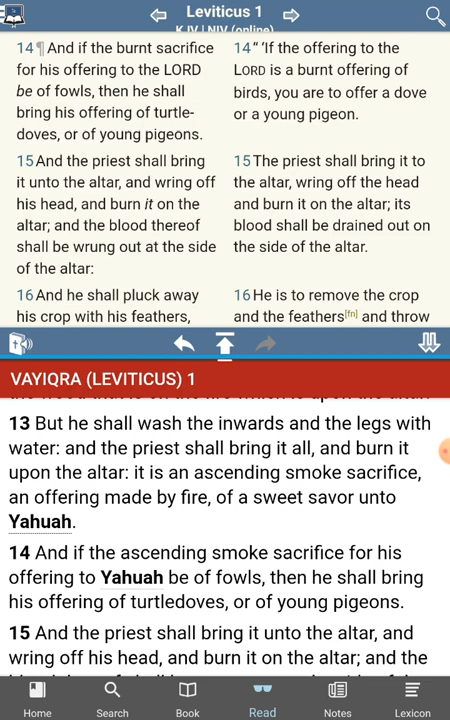 Leviticus 1
KJV | NIV (online)
14 ¶ And if the burnt sacrifice
for his offering to the LORD
be of fowls, then he shall
bring his offering of turtle-
doves, or of young pigeons.
15 And the priest shall bring
it unto the altar, and wring off
his head, and burn it on the
altar; and the blood thereof
shall be wrung out at the side
of the altar:
16 And he shall pluck away
his crop with his feathers,
14 “ ‘If the offering to the
LORD is a burnt offering of
birds, you are to offer a dove
or a young pigeon.
15 The priest shall bring it to
the altar, wring off the head
and burn it on the altar; its
blood shall be drained out on
the side of the altar.
16 He is to remove the crop
and the feathers[fn] and throw
VAYIQRA (LEVITICUS) 1
13 But he shall wash the inwards and the legs with
water: and the priest shall bring it all, and burn it
upon the altar: it is an ascending smoke sacrifice,
an offering made by fire, of a sweet savor unto
Yahuah.
14 And if the ascending smoke sacrifice for his
offering to Yahuah be of fowls, then he shall bring
his offering of turtledoves, or of young pigeons.
15 And the priest shall bring it unto the altar, and
wring off his head, and burn it on the altar; and the
Home
Search
Book
Read
Notes
Lexicon